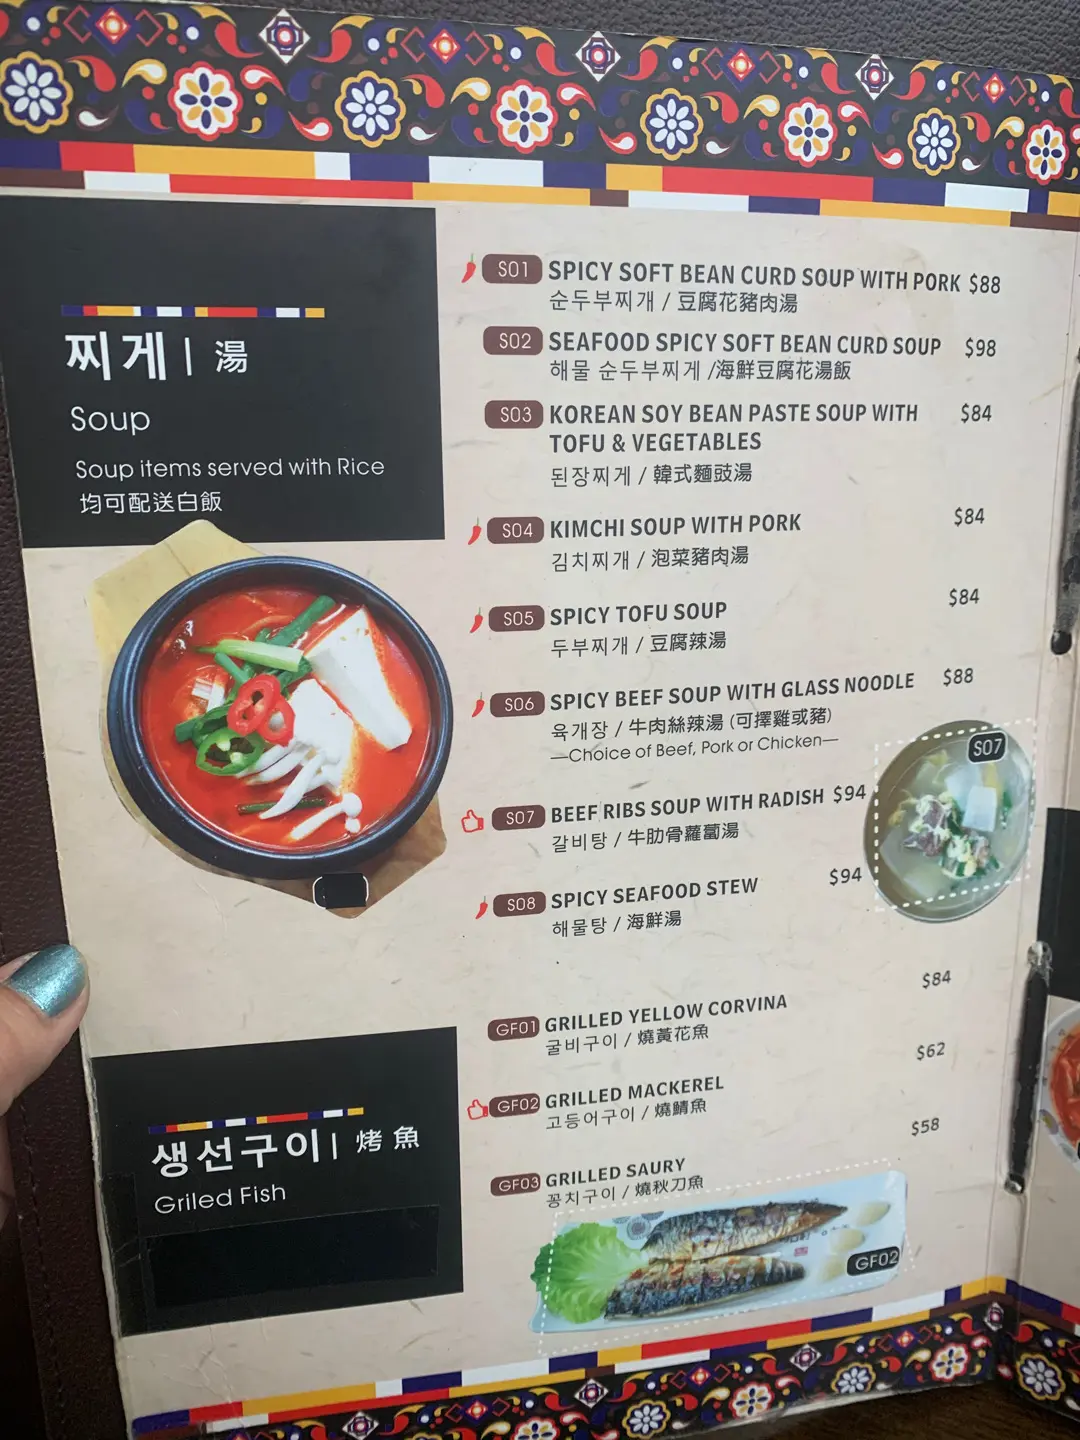 찌게 | 湯
Soup
Soup items served with Rice
均可配送白飯
S01 SPICY SOFT BEAN CURD SOUP WITH PORK $88
순두부찌개 / 豆腐花豬肉湯
S02 SEAFOOD SPICY SOFT BEAN CURD SOUP $98
해물 순두부찌게 /海鮮豆腐花湯飯
S03 KOREAN SOY BEAN PASTE SOUP WITH $84
TOFU & VEGETABLES
된장찌게 / 韓式麵豉湯
S04 KIMCHI SOUP WITH PORK $84
김치찌개 / 泡菜豬肉湯
S05 SPICY TOFU SOUP $84
두부찌개 / 豆腐辣湯
S06 SPICY BEEF SOUP WITH GLASS NOODLE $88
육개장 / 牛肉絲辣湯 (可擇雞或豬)
—Choice of Beef, Pork or Chicken—
S07 BEEF RIBS SOUP WITH RADISH $94
갈비탕 / 牛肋骨蘿蔔湯
S07
S08 SPICY SEAFOOD STEW $94
해물탕 / 海鮮湯
생선구이 | 烤魚
Griled Fish
GF01 GRILLED YELLOW CORVINA $84
굴비구이 / 燒黃花魚
GF02 GRILLED MACKEREL $62
고등어구이 / 燒鯖魚
GF03 GRILLED SAURY $58
꽁치구이 / 燒秋刀魚
GF02